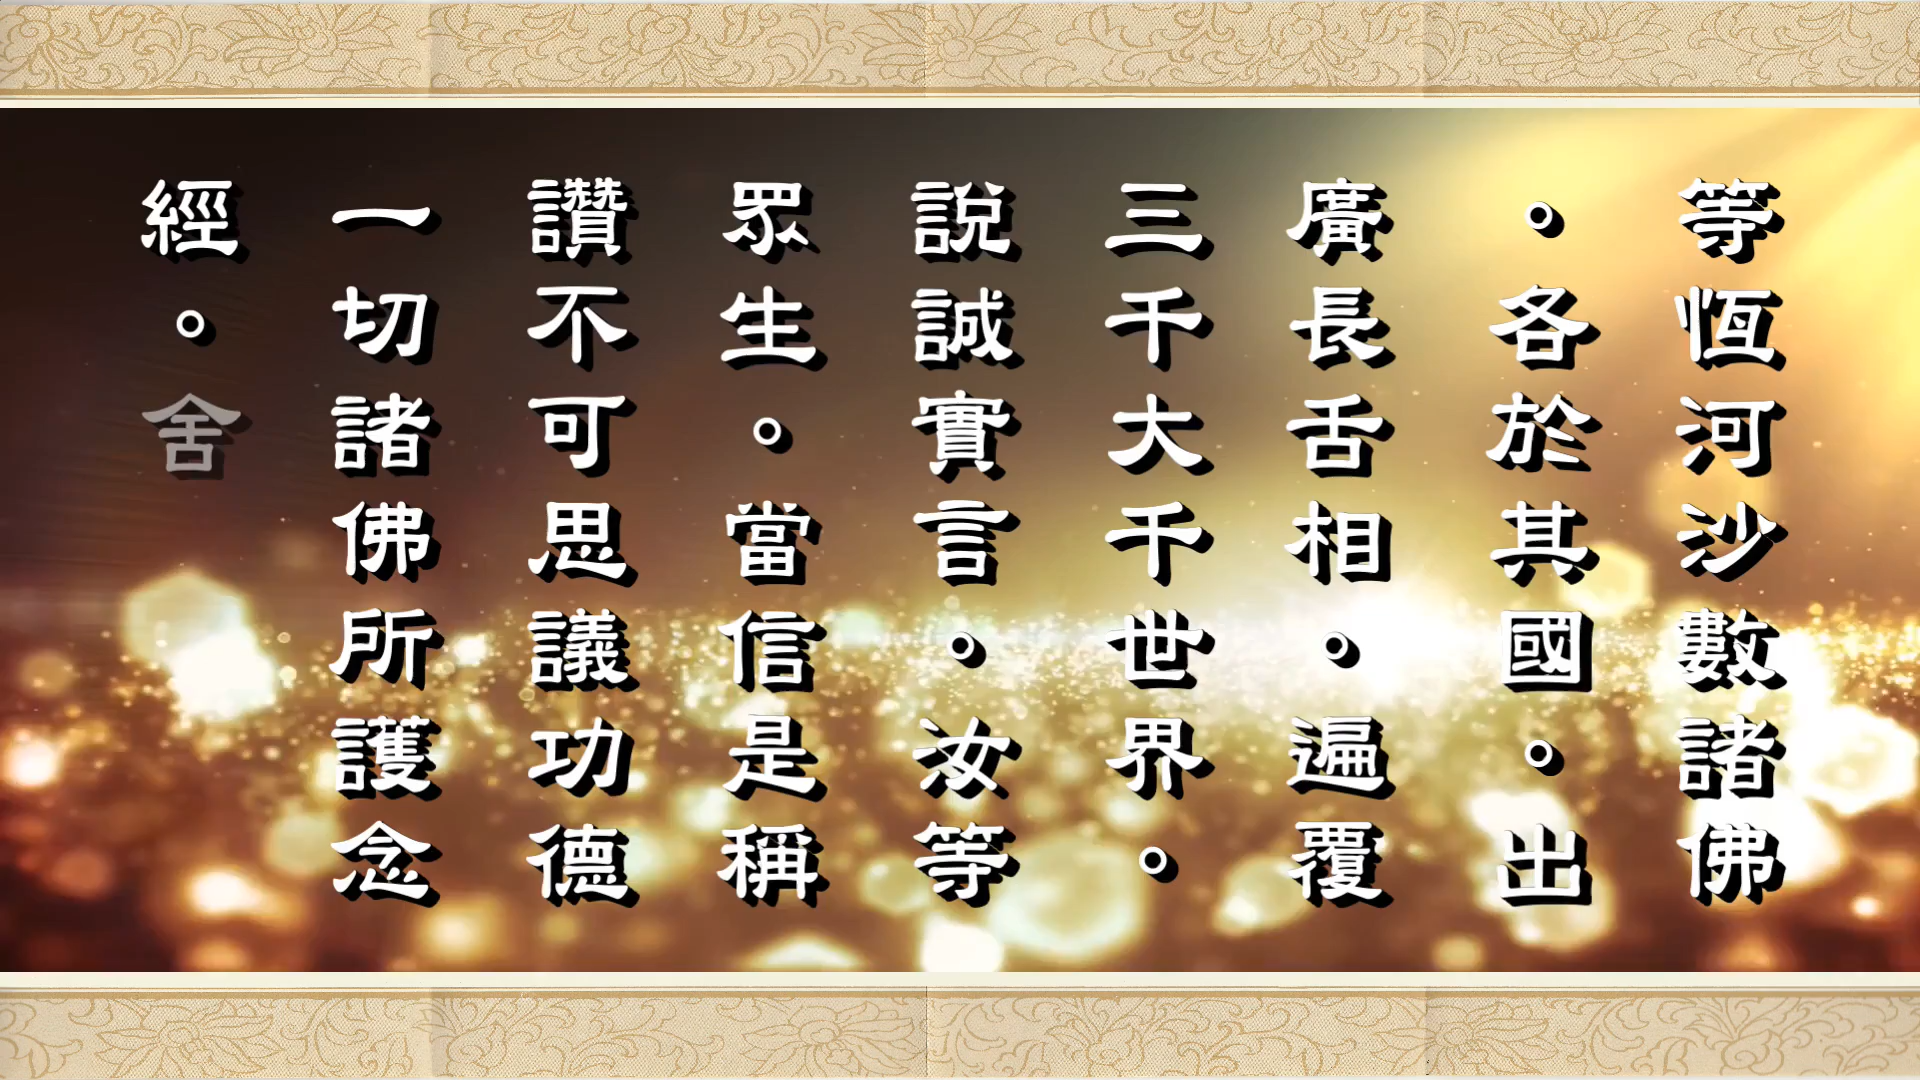 等恆河沙數諸佛
。各於其國。出
廣長舌相。遍覆
三千大千世界。
說誠實言。汝等
眾生。當信是稱
讚不可思議功德
一切諸佛所護念
經。舍